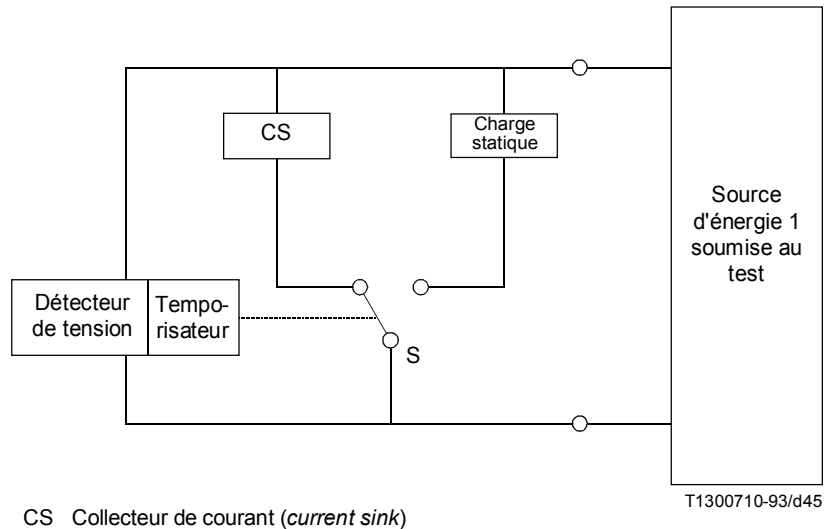 CS
Charge
statique
Source
d'énergie 1
soumise au
test
Détecteur
de tension
Tempo-
risateur
S
T1300710-93/d45
CS Collecteur de courant (current sink)